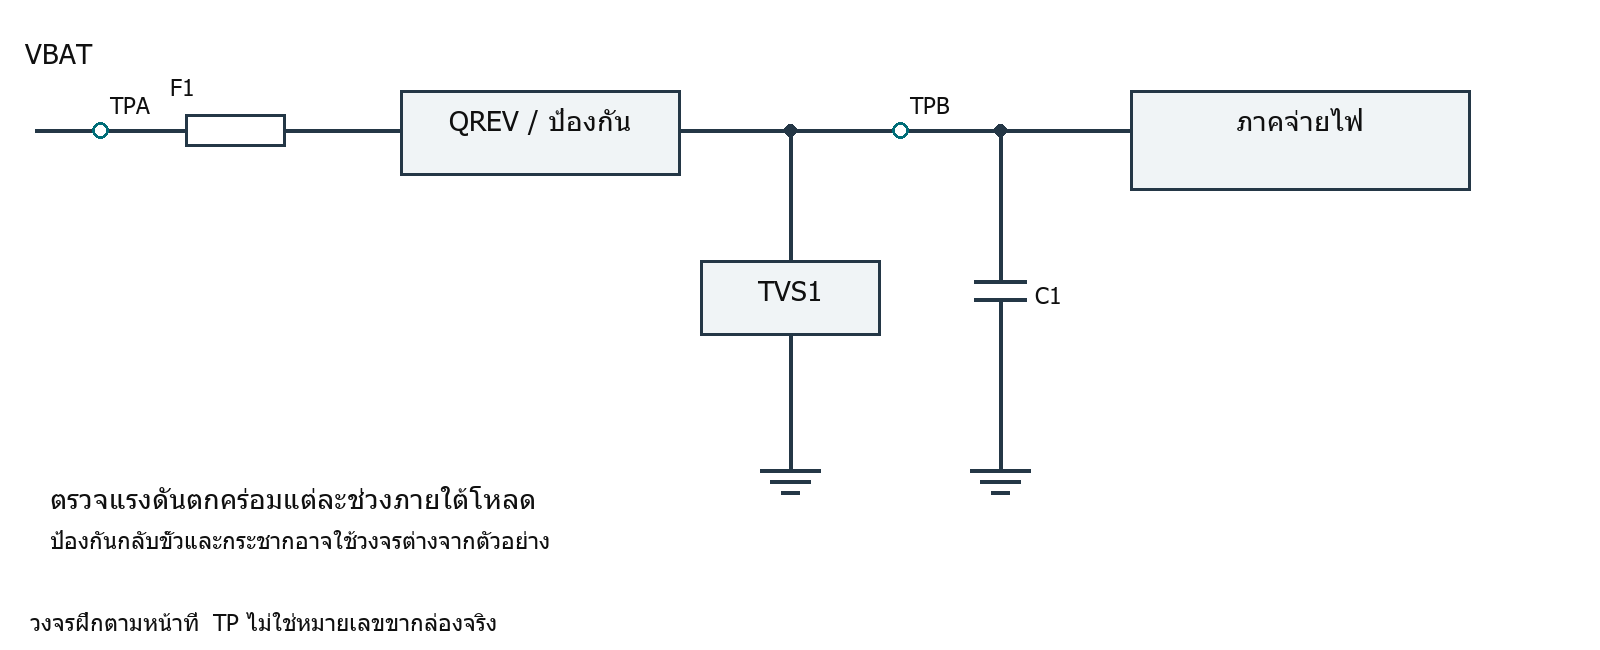 VBAT
F1
TPA
TPB
QREV / ป้องกัน
ภาคจ่ายไฟ
TVS1
C1
ตรวจแรงดันตกคร่อมแต่ละช่วงภายใต้โหลด
ป้องกันกลับขั้วและกระชากอาจใช้วงจรต่างจากตัวอย่าง
วงจรฝึกตามหน้าที่ TP ไม่ใช่หมายเลขขากล่องจริง